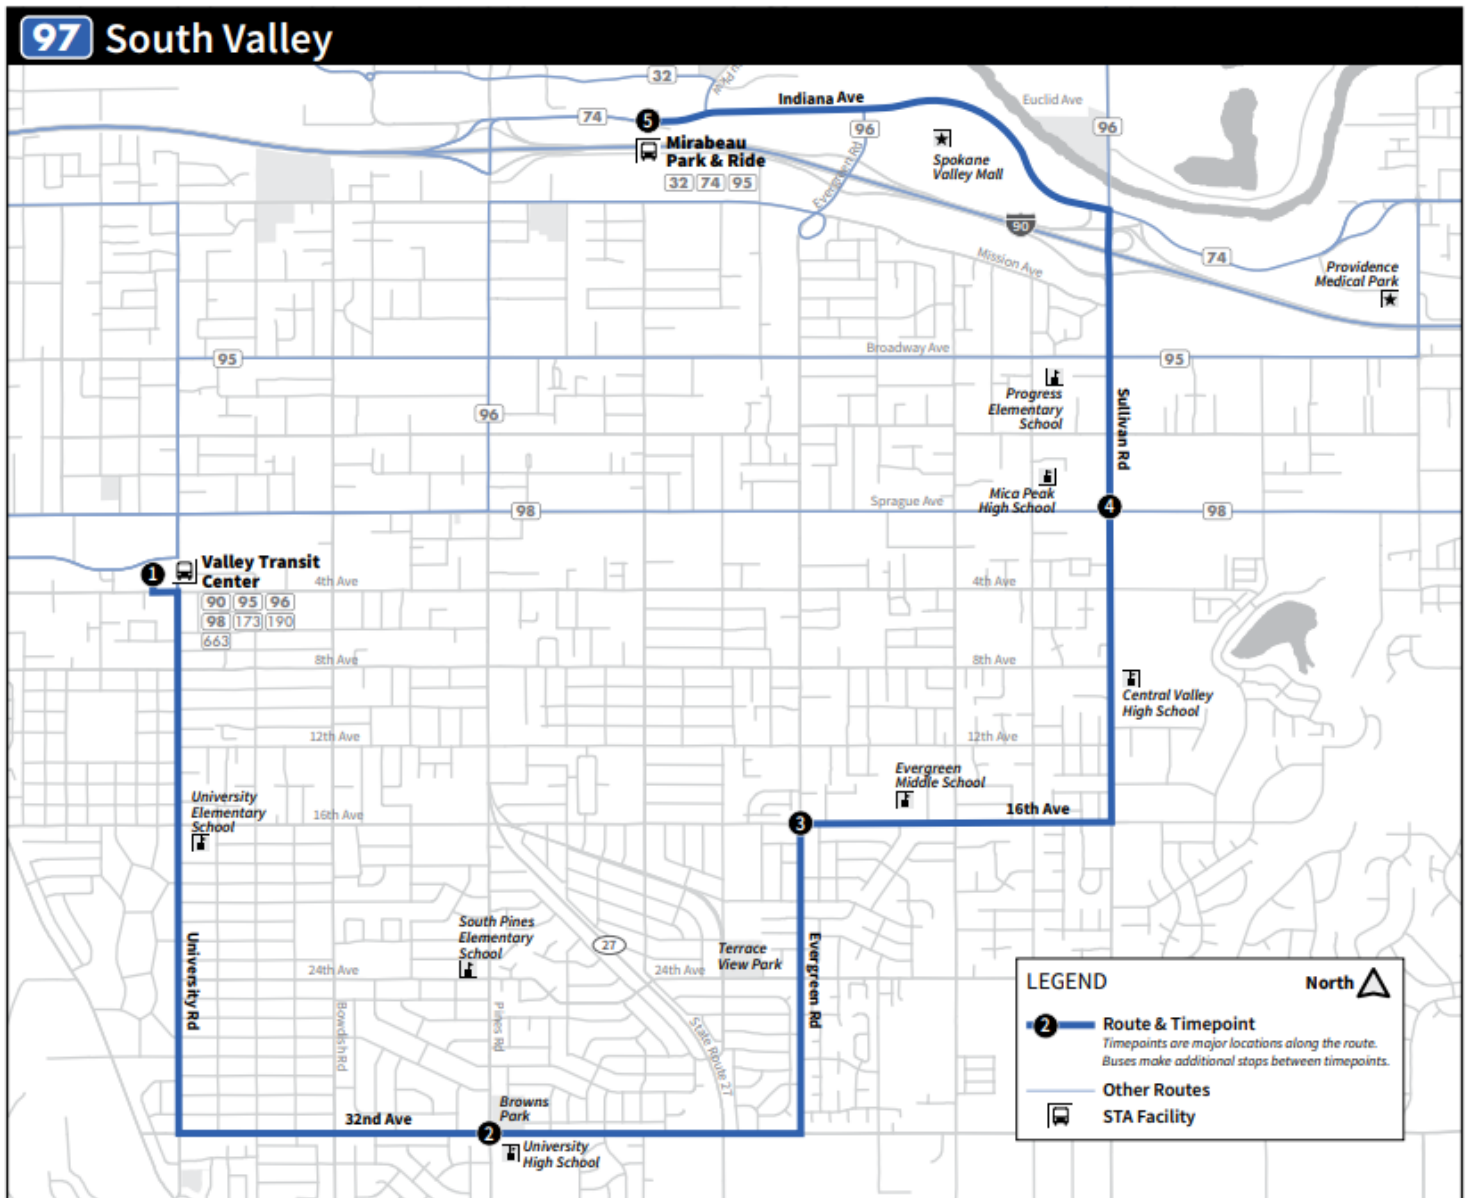 97 South Valley
32
74
5
Indiana Ave
Euclid Ave
96
96
Mirabeau
Park & Ride
32 74 95
Evergreen Rd
Spokane
Valley Mall
90
Mission Ave
74
Providence
Medical Park
Broadway Ave
95
95
Progress
Elementary
School
Sullivan Rd
96
Mica Peak
High School
Sprague Ave
98
4
98
1
Valley Transit
Center
90 95 96
98 173 190
663
4th Ave
4th Ave
8th Ave
8th Ave
Central Valley
High School
12th Ave
12th Ave
Evergreen
Middle School
University
Elementary
School
16th Ave
3
16th Ave
South Pines
Elementary
School
27
Terrace
View Park
University Rd
Evergreen Rd
24th Ave
24th Ave
Bowdish Rd
Pines Rd
State Route 27
Browns
Park
32nd Ave
2
University
High School
LEGEND
North
2
Route & Timepoint
Timepoints are major locations along the route.
Buses make additional stops between timepoints.
Other Routes
STA Facility